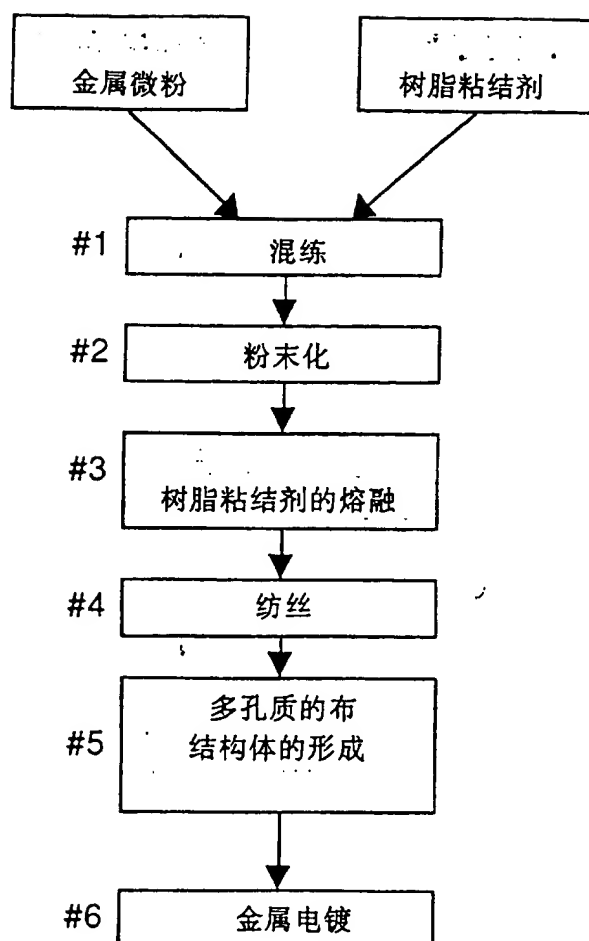 金属微粉
树脂粘结剂
#1 混练
#2 粉末化
#3 树脂粘结剂的熔融
#4 纺丝
#5 多孔质的布
结构体的形成
#6 金属电镀